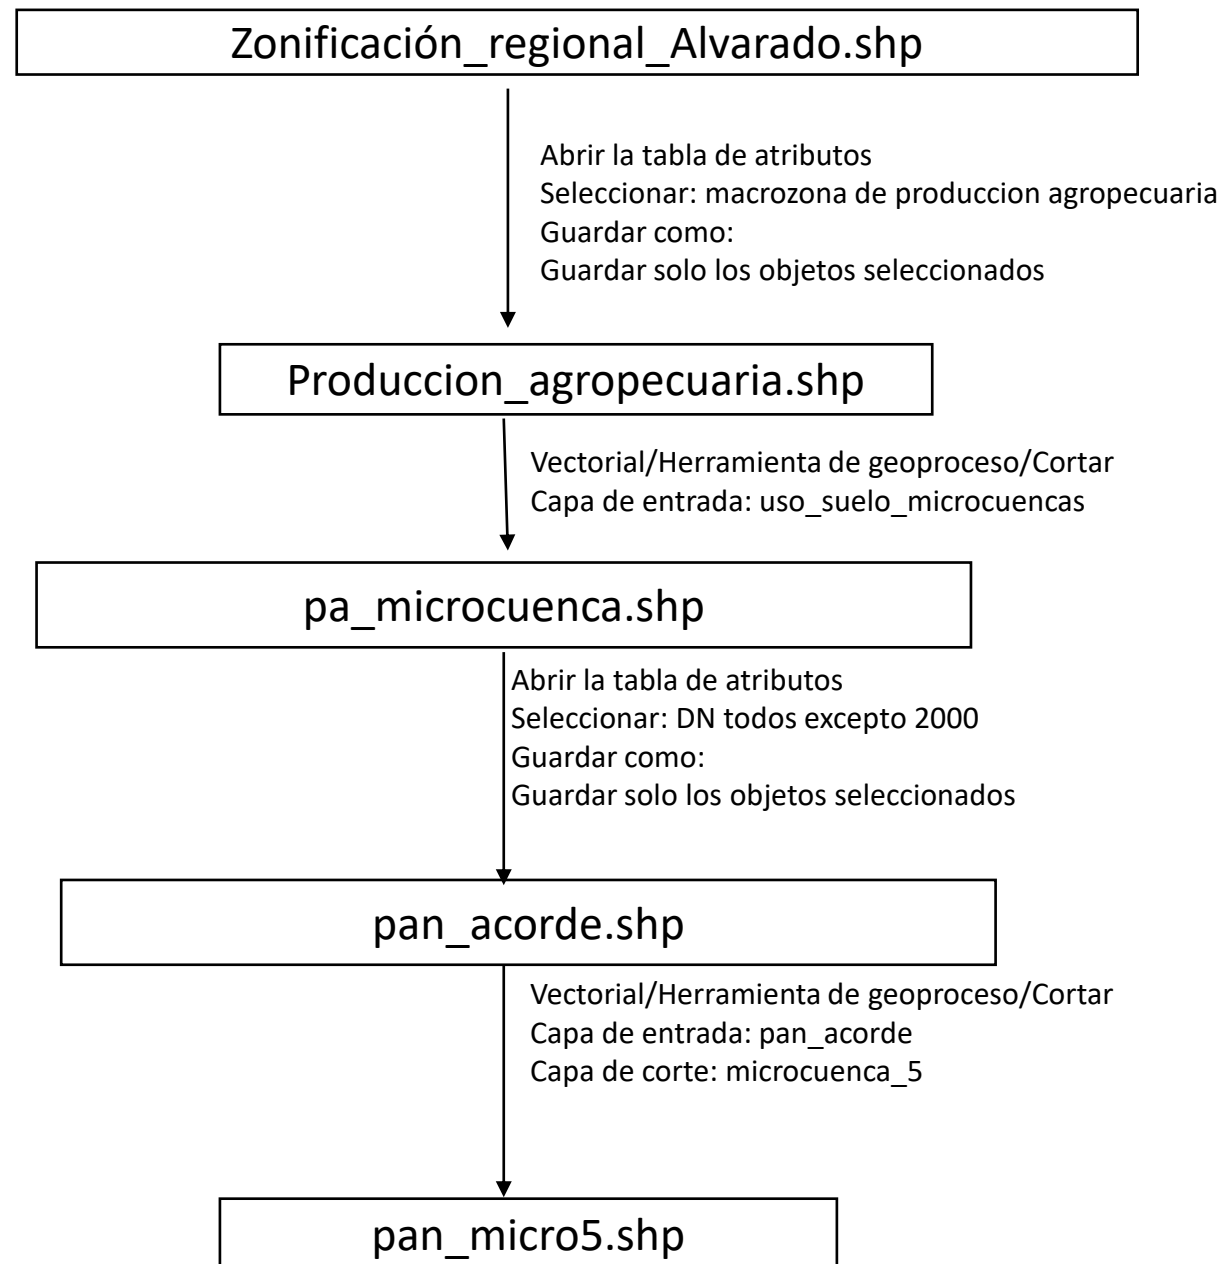 Zonificación_regional_Alvarado.shp
Abrir la tabla de atributos
Seleccionar: macrozona de produccion agropecuaria
Guardar como:
Guardar solo los objetos seleccionados
Produccion_agropecuaria.shp
Vectorial/Herramienta de geoproceso/Cortar
Capa de entrada: uso_suelo_microcuencas
pa_microcuenca.shp
Abrir la tabla de atributos
Seleccionar: DN todos excepto 2000
Guardar como:
Guardar solo los objetos seleccionados
pan_acorde.shp
Vectorial/Herramienta de geoproceso/Cortar
Capa de entrada: pan_acorde
Capa de corte: microcuenca_5
pan_micro5.shp